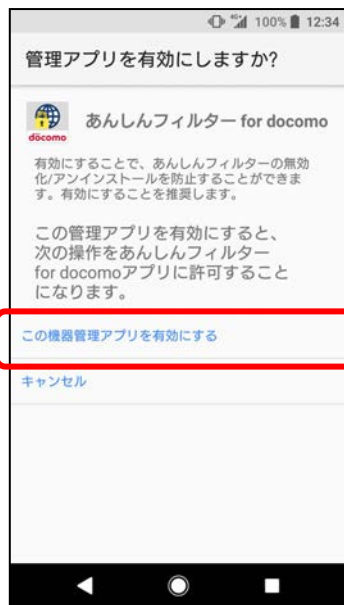 100% 12:34
管理アプリを有効にしますか?
あんしんフィルター for docomo
döcomo
有効にすることで、あんしんフィルターの無効
化/アンインストールを防止することができま
す。有効にすることを推奨します。
この管理アプリを有効にすると、
次の操作をあんしんフィルター
for docomoアプリに許可すること
になります。
この機器管理アプリを有効にする
キャンセル